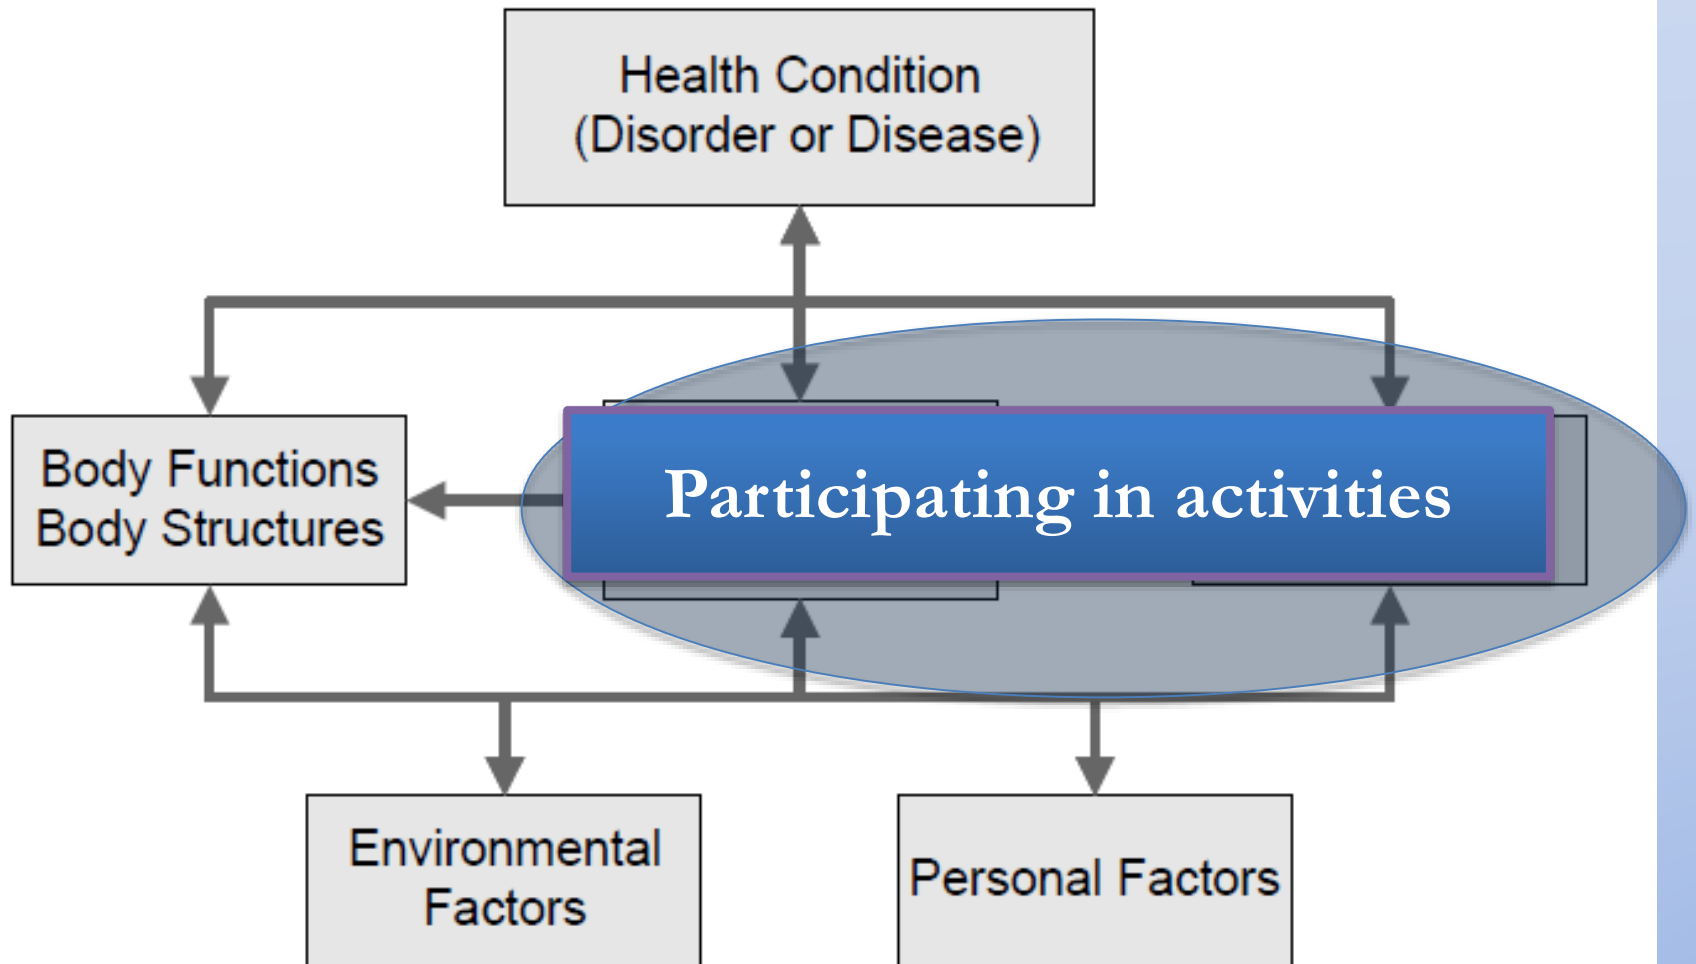 Health Condition
(Disorder or Disease)
Body Functions
Body Structures
Participating in activities
Environmental
Factors
Personal Factors